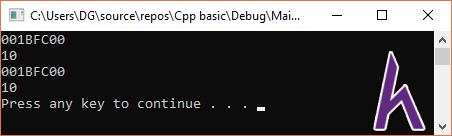 C:\Users\DG\source\repos\Cpp basic\Debug\Mai...
001BFC00
10
001BFC00
10
Press any key to continue . . .